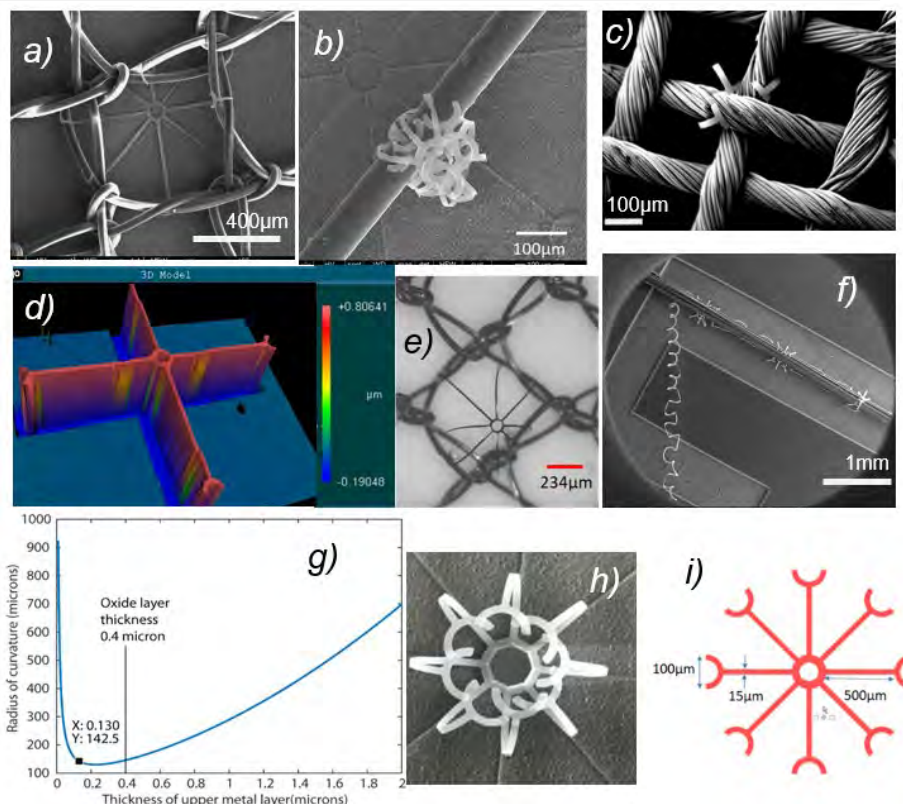 a)
400µm
b)
100µm
c)
100µm
d)
3D Model
+0.80641
µm
-0.19048
e)
234µm
f)
1mm
g)
1000
900
800
700
600
500
400
300
200
100
Radius of curvature (microns)
Oxide layer
thickness
0.4 micron
X: 0.130
Y: 142.5
0
0.2
0.4
0.6
0.8
1
1.2
1.4
1.6
1.8
2
Thickness of upper metal layer(microns)
h)
i)
100µm
15µm
500µm